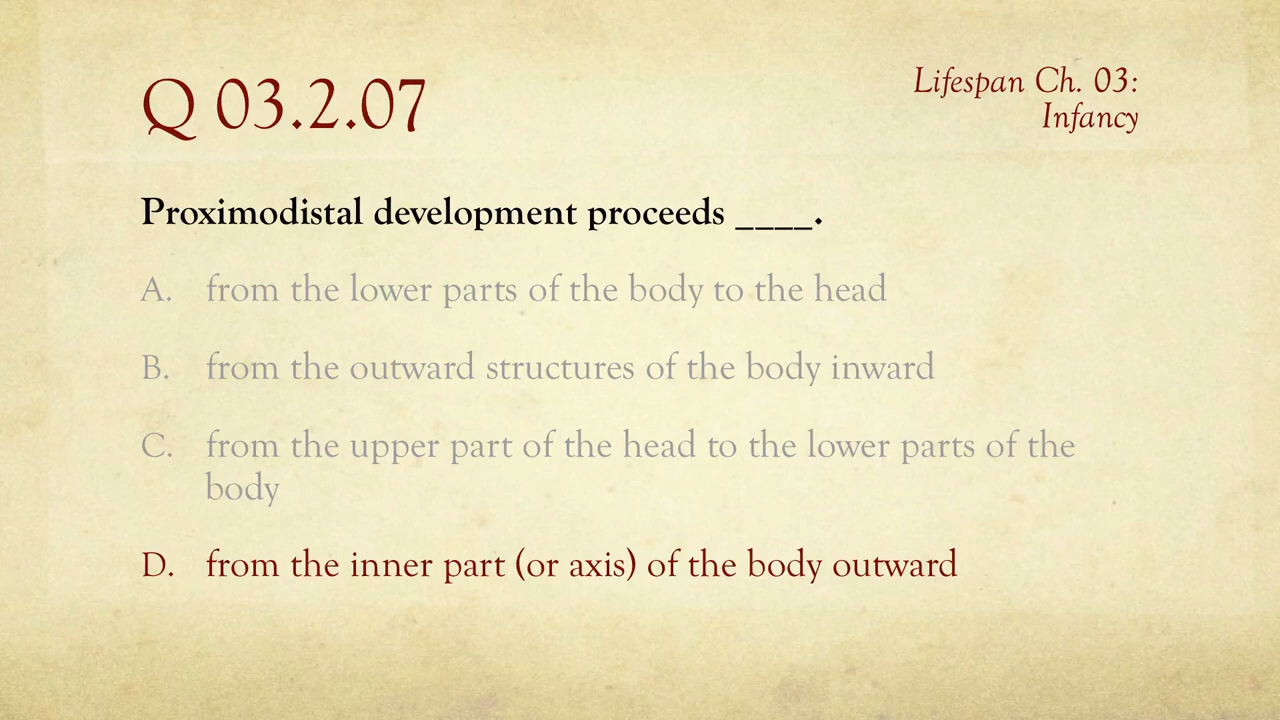 Q 03.2.07
Lifespan Ch. 03:
Infancy
Proximodistal development proceeds ____.
A. from the lower parts of the body to the head
B. from the outward structures of the body inward
C. from the upper part of the head to the lower parts of the
body
D. from the inner part (or axis) of the body outward